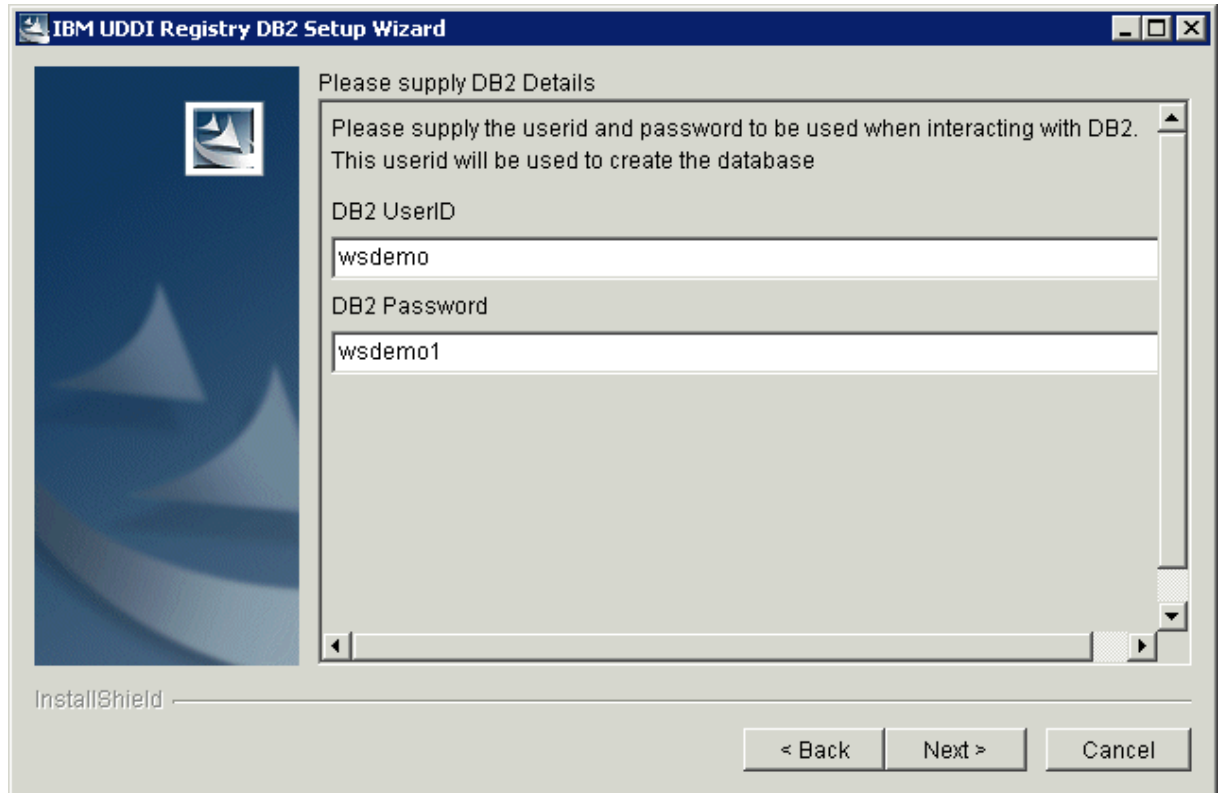 IBM UDDI Registry DB2 Setup Wizard
Please supply DB2 Details
Please supply the userid and password to be used when interacting with DB2.
This userid will be used to create the database
DB2 UserID
wsdemo
DB2 Password
wsdemo1
InstallShield
< Back
Next >
Cancel